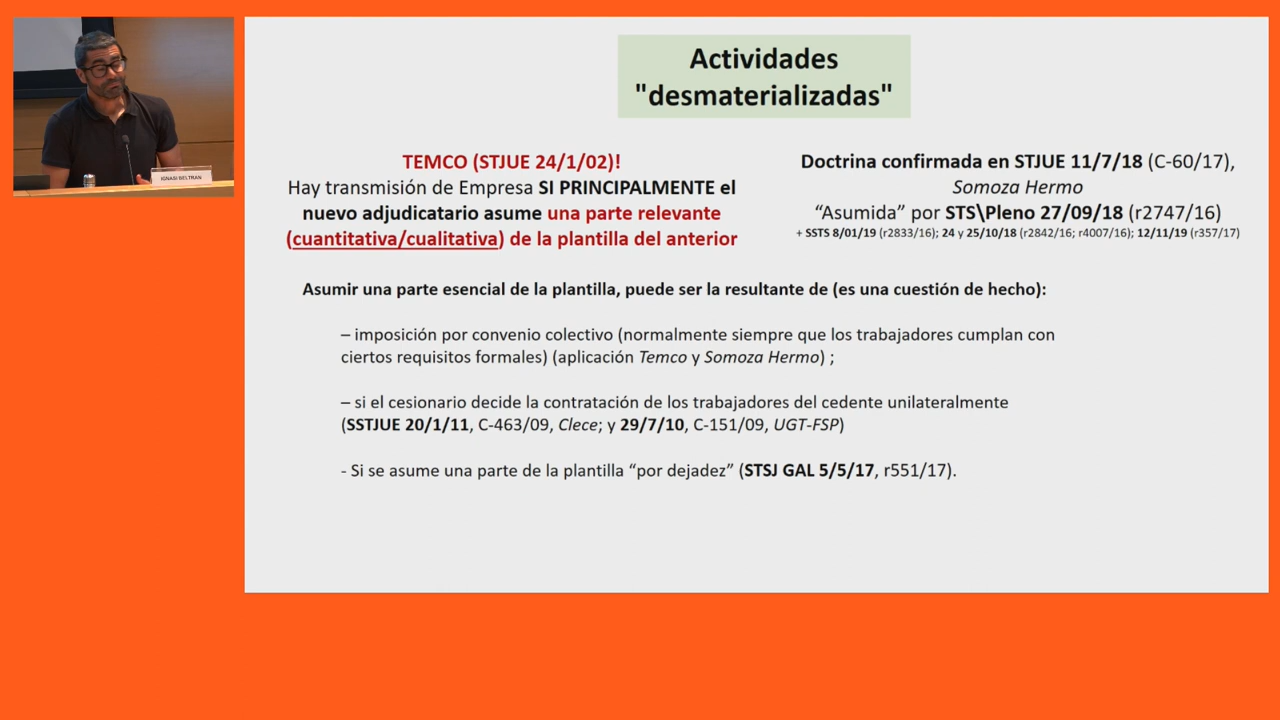 IGNASI BELTRAN
Actividades
"desmaterializadas"
TEMCO (STJUE 24/1/02)!
Hay transmisión de Empresa SI PRINCIPALMENTE el
nuevo adjudicatario asume una parte relevante
(cuantitativa/cualitativa) de la plantilla del anterior
Doctrina confirmada en STJUE 11/7/18 (C-60/17),
Somoza Hermo
“Asumida” por STS\Pleno 27/09/18 (r2747/16)
+ SSTS 8/01/19 (r2833/16); 24 y 25/10/18 (r2842/16; r4007/16); 12/11/19 (r357/17)
Asumir una parte esencial de la plantilla, puede ser la resultante de (es una cuestión de hecho):
– imposición por convenio colectivo (normalmente siempre que los trabajadores cumplan con
ciertos requisitos formales) (aplicación Temco y Somoza Hermo) ;
– si el cesionario decide la contratación de los trabajadores del cedente unilateralmente
(SSTJUE 20/1/11, C-463/09, Clece; y 29/7/10, C-151/09, UGT-FSP)
- Si se asume una parte de la plantilla “por dejadez” (STSJ GAL 5/5/17, r551/17).